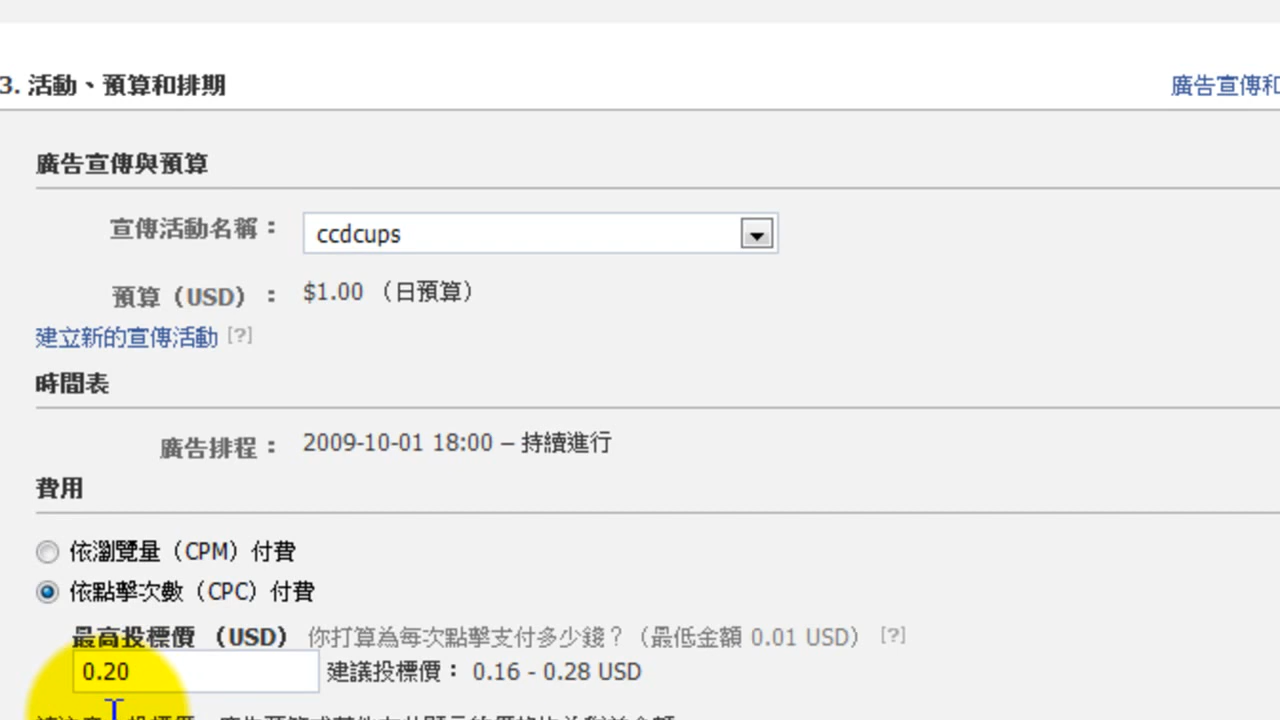 3. 活動、預算和排期
廣告宣傳和
廣告宣傳與預算
宣傳活動名稱：
ccdcups
預算（USD）：
$1.00 （日預算）
建立新的宣傳活動 [?]
時間表
廣告排程：
2009-10-01 18:00 – 持續進行
費用
依瀏覽量（CPM）付費
依點擊次數（CPC）付費
最高投標價 （USD） 你打算為每次點擊支付多少錢？（最低金額 0.01 USD） [?]
0.20 建議投標價： 0.16 - 0.28 USD